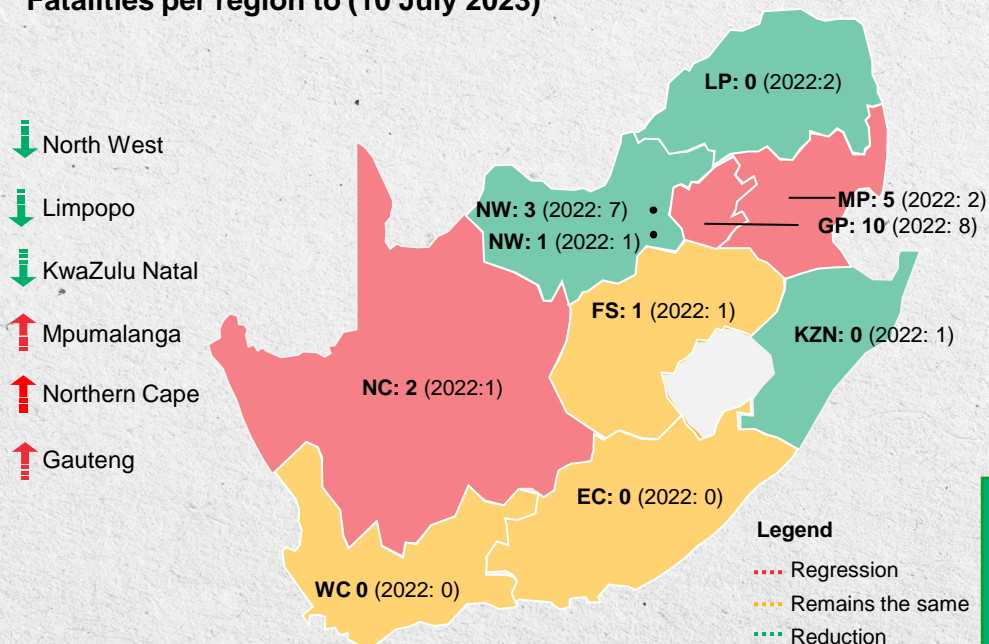 Fatalities per region to (10 July 2023)
North West
Limpopo
KwaZulu Natal
Mpumalanga
Northern Cape
Gauteng
LP: 0 (2022:2)
MP: 5 (2022: 2)
GP: 10 (2022: 8)
NW: 3 (2022: 7)
NW: 1 (2022: 1)
FS: 1 (2022: 1)
KZN: 0 (2022: 1)
NC: 2 (2022:1)
EC: 0 (2022: 0)
WC 0 (2022: 0)
Legend
Regression
Remains the same
Reduction